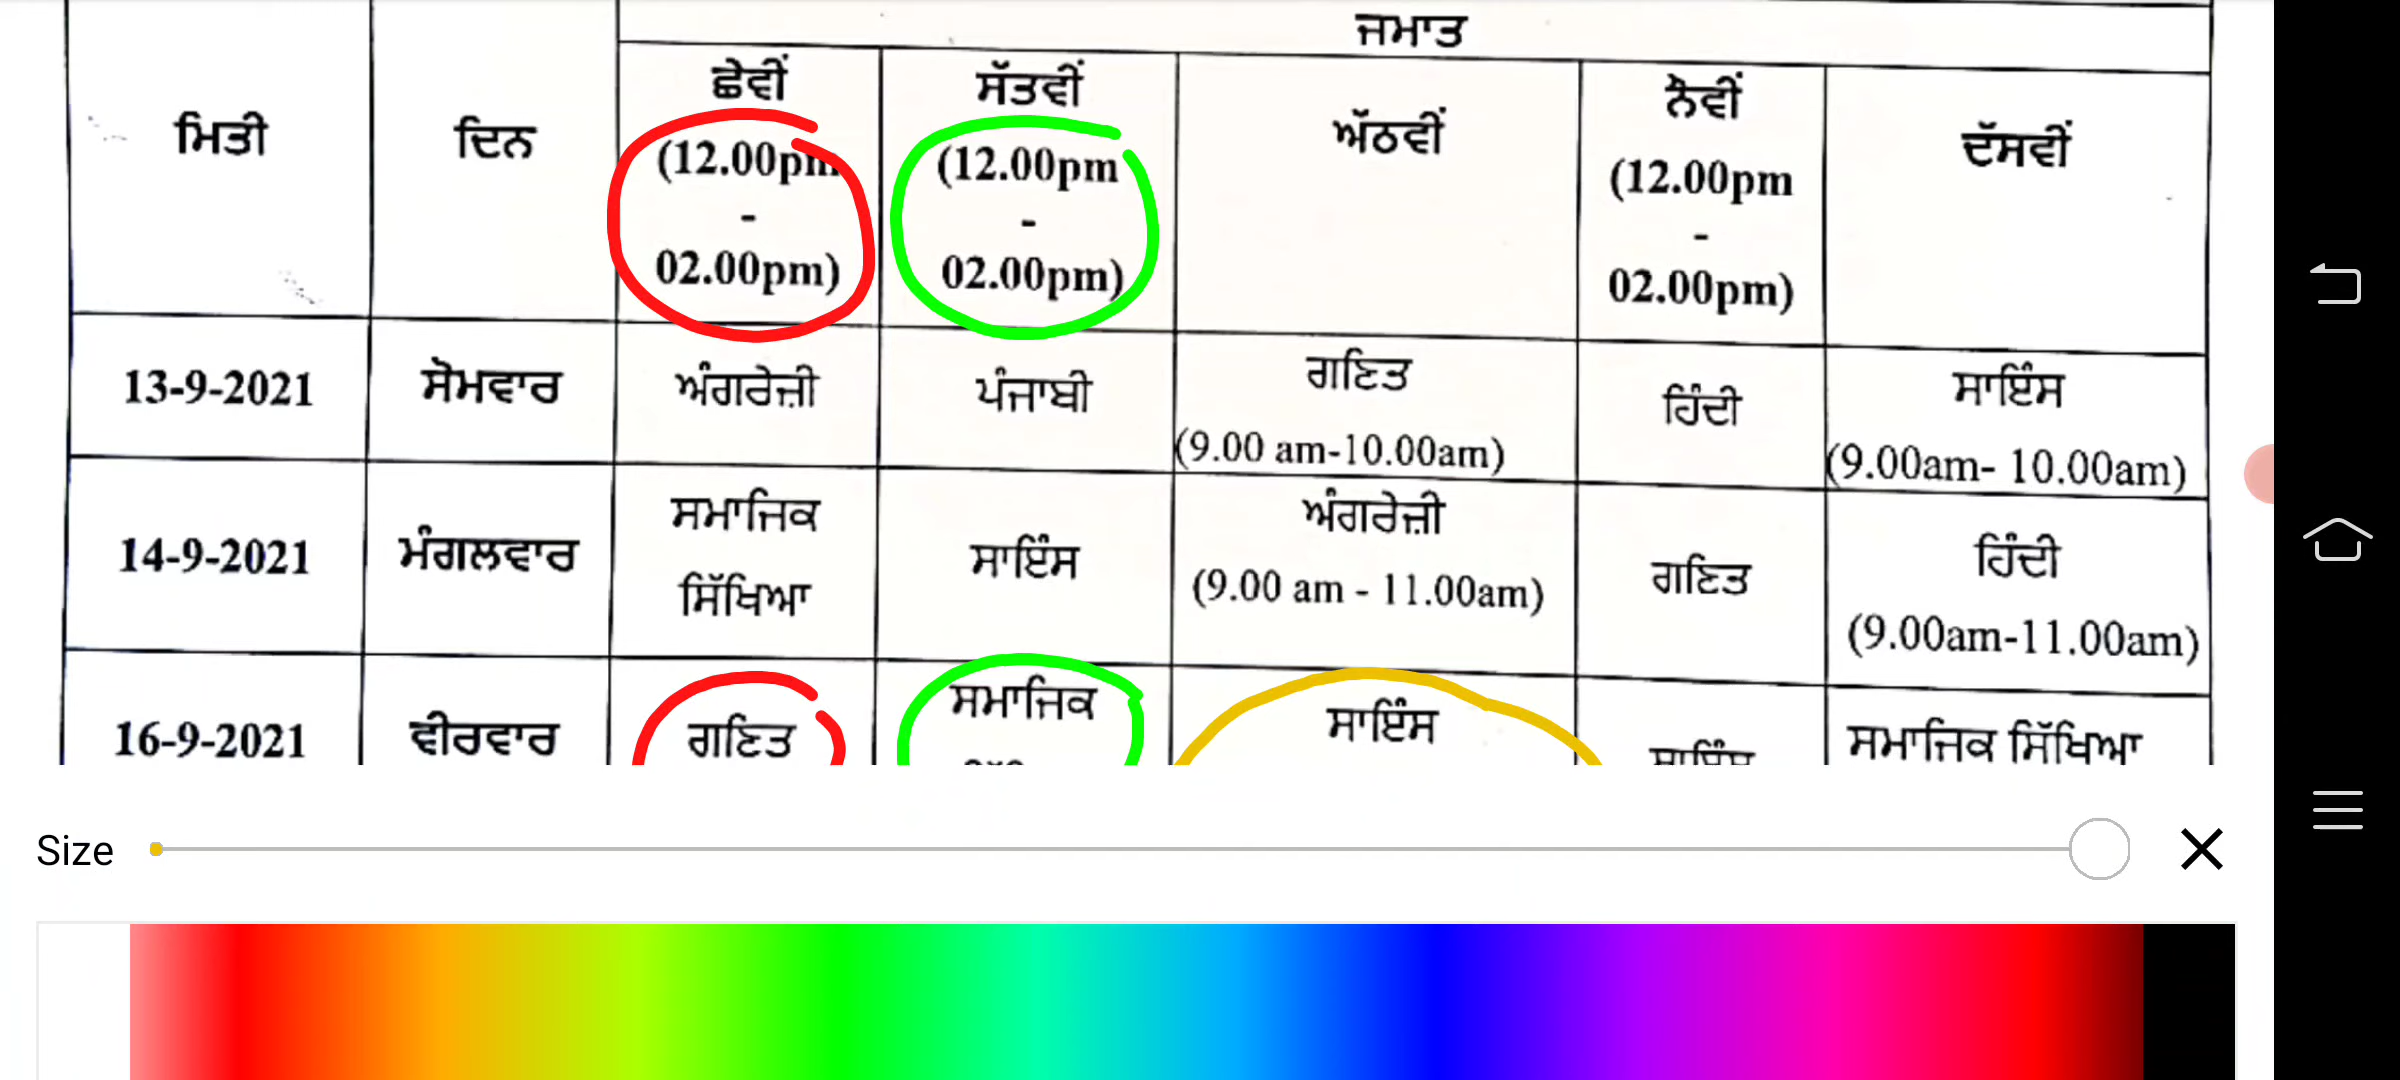 ਜਮਾਤ
ਮਿਤੀ ਦਿਨ ਛੇਵੀਂ (12.00pm - 02.00pm) ਸੱਤਵੀਂ (12.00pm - 02.00pm) ਅੱਠਵੀਂ ਨੌਵੀਂ (12.00pm - 02.00pm) ਦੱਸਵੀਂ
13-9-2021 ਸੋਮਵਾਰ ਅੰਗਰੇਜ਼ੀ ਪੰਜਾਬੀ ਗਣਿਤ (9.00 am-10.00am) ਹਿੰਦੀ ਸਾਇੰਸ (9.00am- 10.00am)
14-9-2021 ਮੰਗਲਵਾਰ ਸਮਾਜਿਕ ਸਿੱਖਿਆ ਸਾਇੰਸ ਅੰਗਰੇਜ਼ੀ (9.00 am - 11.00am) ਗਣਿਤ ਹਿੰਦੀ (9.00am-11.00am)
16-9-2021 ਵੀਰਵਾਰ ਗਣਿਤ ਸਮਾਜਿਕ ਸਾਇੰਸ ਸਾਇੰਸ ਸਮਾਜਿਕ ਸਿੱਖਿਆ
Size